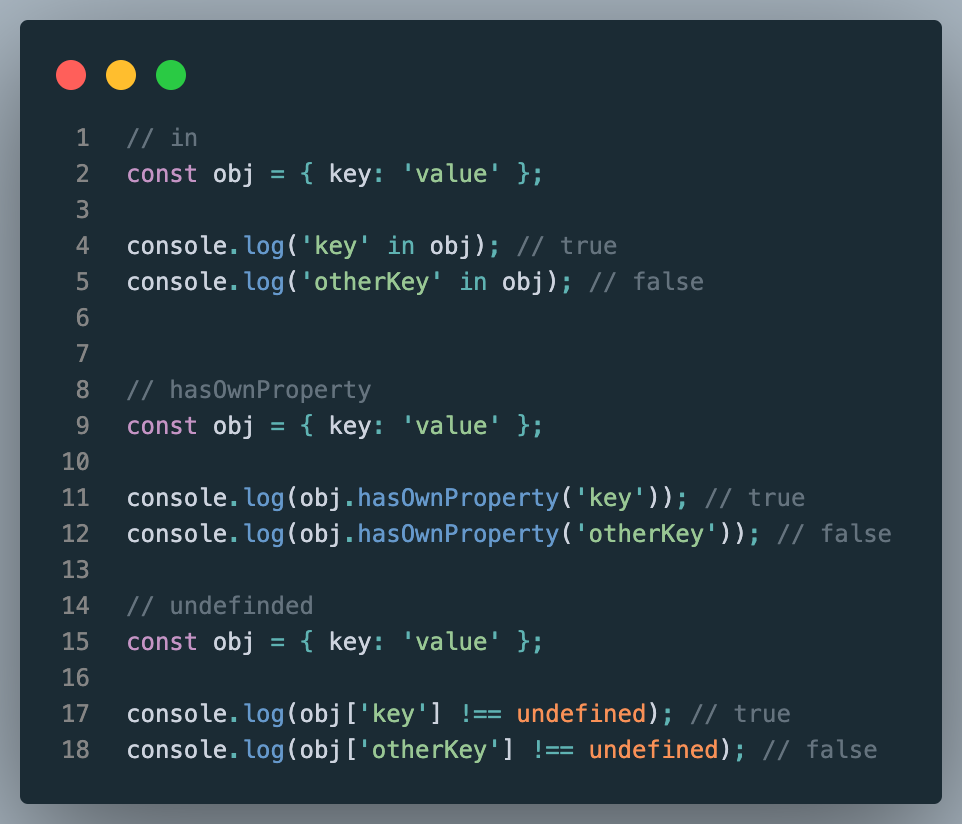 1 // in
2 const obj = { key: 'value' };
3
4 console.log('key' in obj); // true
5 console.log('otherKey' in obj); // false
6
7
8 // hasOwnProperty
9 const obj = { key: 'value' };
10
11 console.log(obj.hasOwnProperty('key')); // true
12 console.log(obj.hasOwnProperty('otherKey')); // false
13
14 // undefinded
15 const obj = { key: 'value' };
16
17 console.log(obj['key'] !== undefined); // true
18 console.log(obj['otherKey'] !== undefined); // false